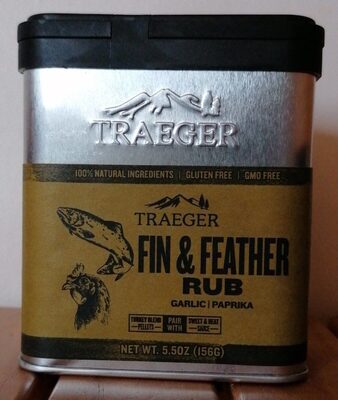 TRAEGER
100% NATURAL INGREDIENTS | GLUTEN FREE | GMO FREE
TRAEGER
FIN & FEATHER
RUB
GARLIC | PAPRIKA
TURKEY BLEND PELLETS PAIR WITH SWEET & HEAT SAUCE
NET WT. 5.5OZ (156G)